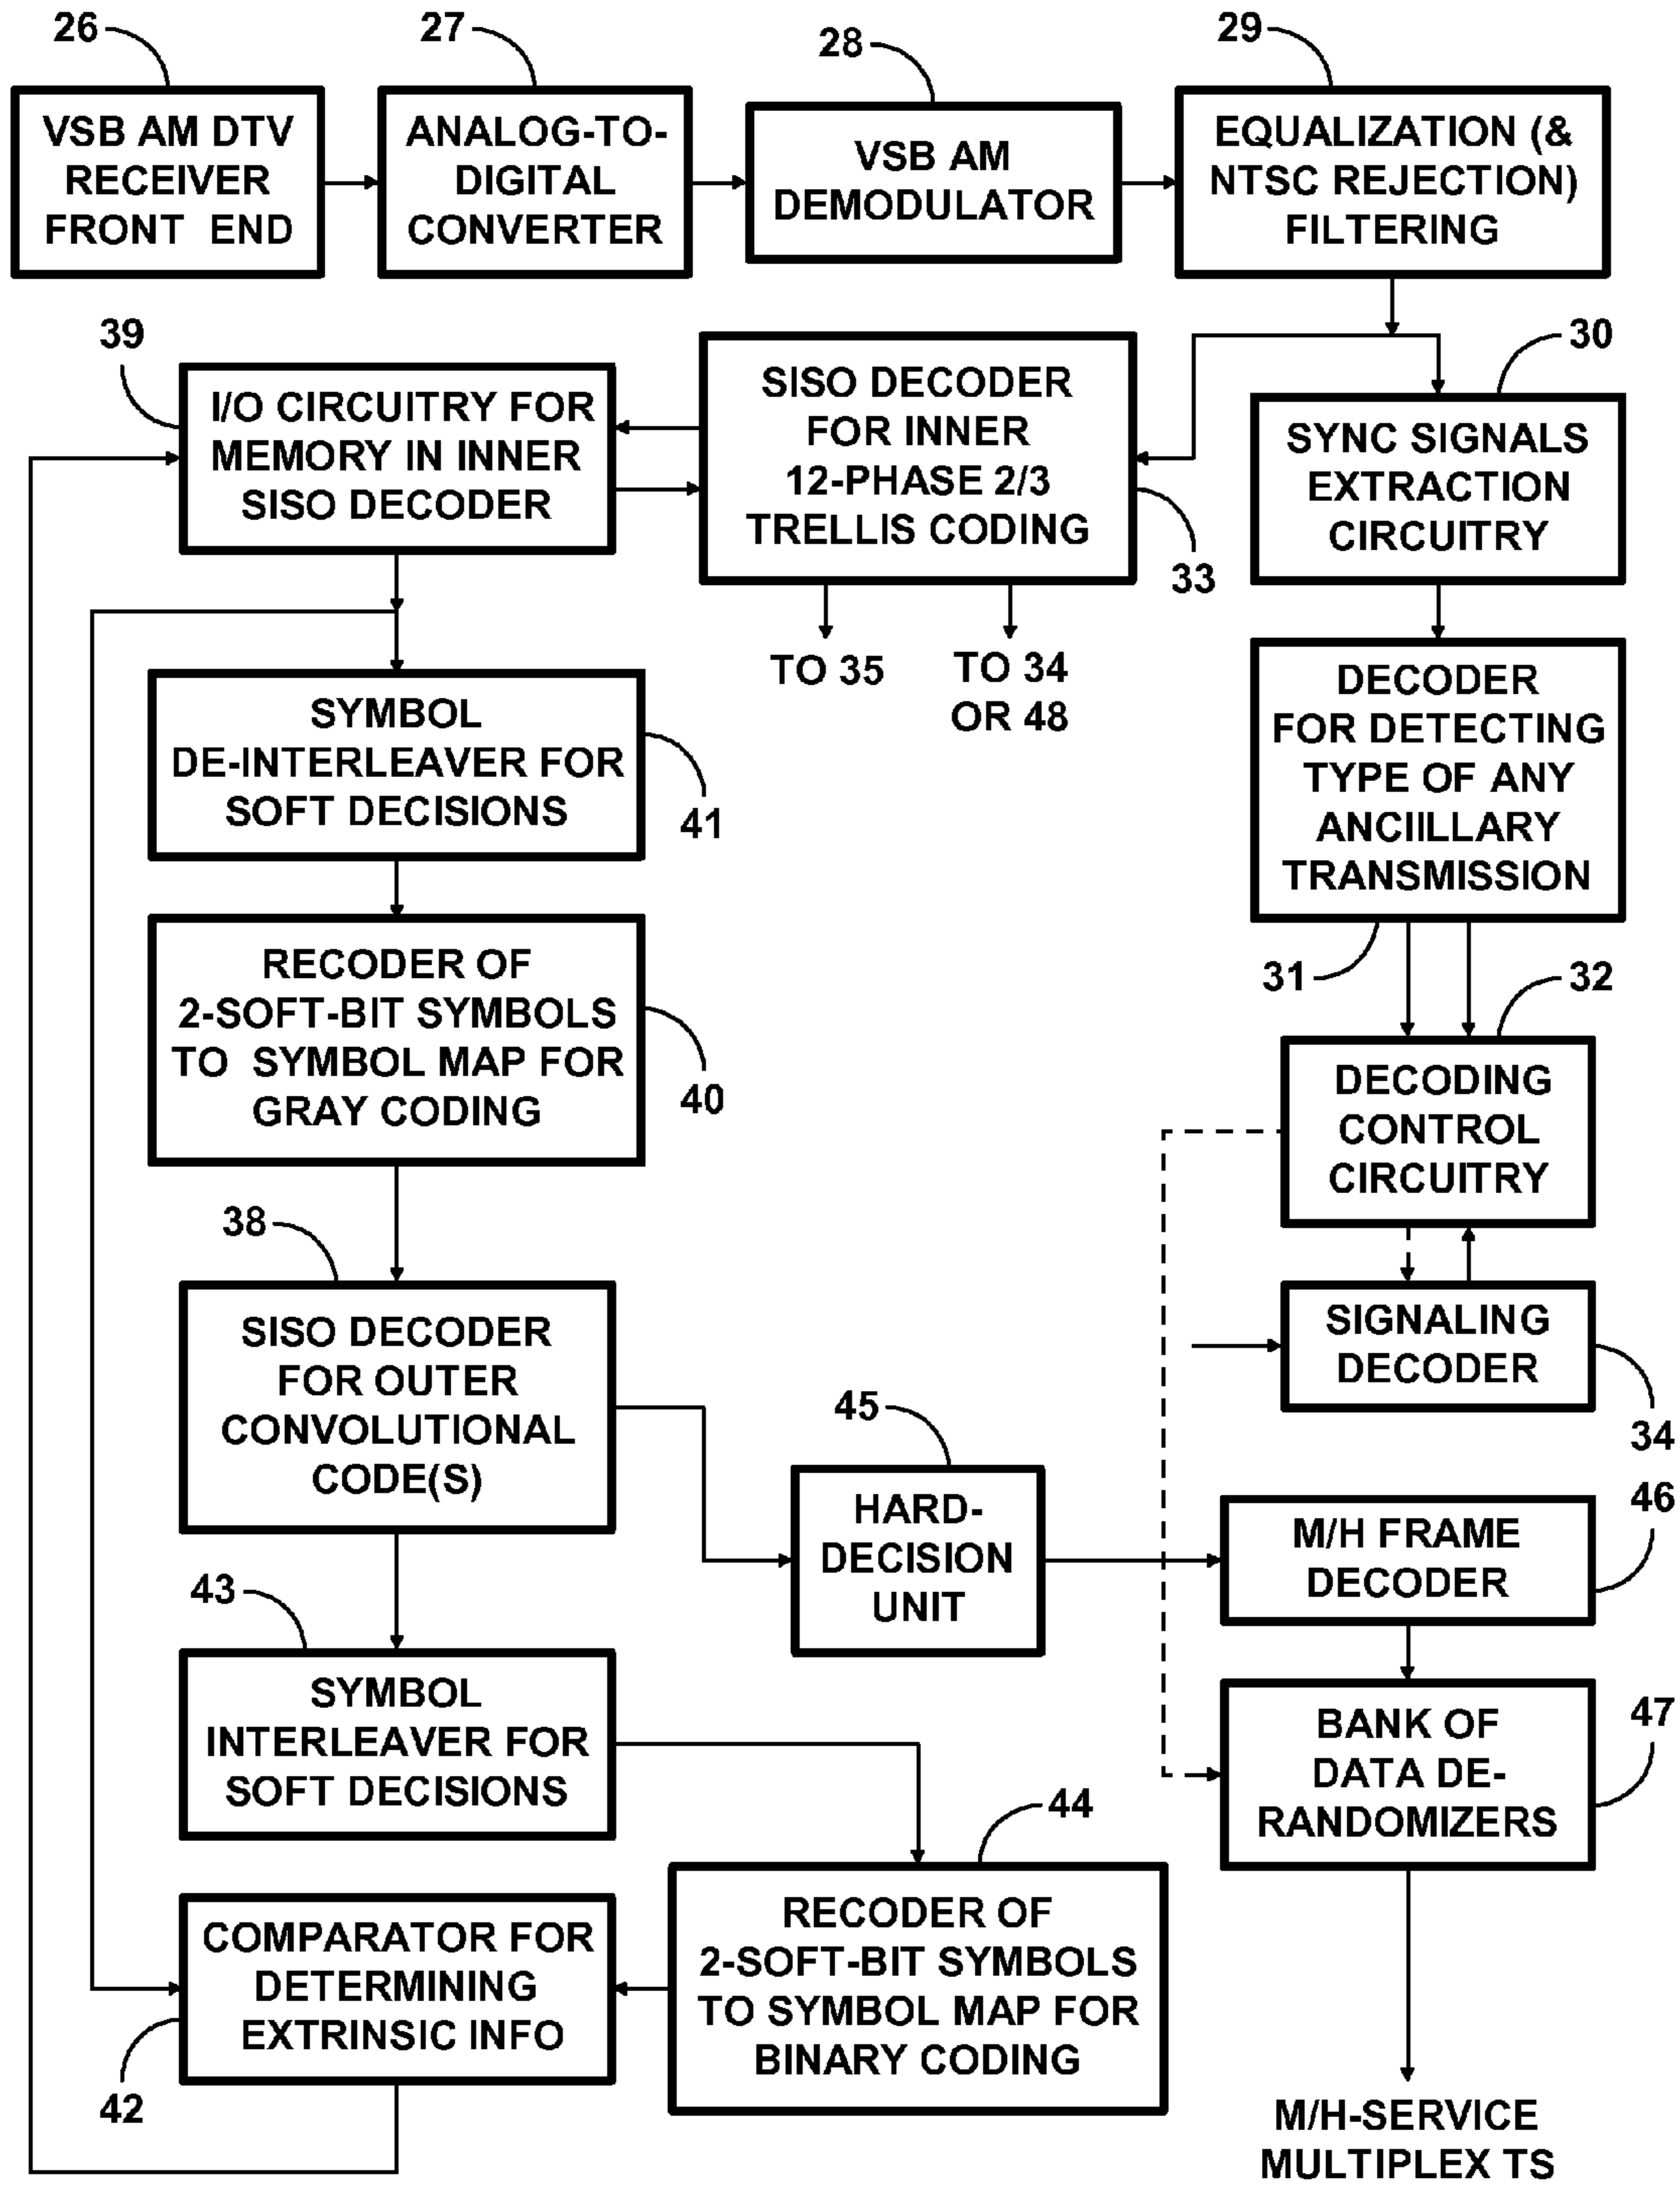 26
27
28
29
VSB AM DTV
RECEIVER
FRONT END
ANALOG-TO-
DIGITAL
CONVERTER
VSB AM
DEMODULATOR
EQUALIZATION (&
NTSC REJECTION)
FILTERING
39
I/O CIRCUITRY FOR
MEMORY IN INNER
SISO DECODER
SISO DECODER
FOR INNER
12-PHASE 2/3
TRELLIS CODING
33
30
SYNC SIGNALS
EXTRACTION
CIRCUITRY
TO 35
TO 34
OR 48
SYMBOL
DE-INTERLEAVER FOR
SOFT DECISIONS
41
DECODER
FOR DETECTING
TYPE OF ANY
ANCIILLARY
TRANSMISSION
31
32
RECODER OF
2-SOFT-BIT SYMBOLS
TO SYMBOL MAP FOR
GRAY CODING
40
DECODING
CONTROL
CIRCUITRY
38
SISO DECODER
FOR OUTER
CONVOLUTIONAL
CODE(S)
SIGNALING
DECODER
34
45
HARD-
DECISION
UNIT
46
M/H FRAME
DECODER
43
SYMBOL
INTERLEAVER FOR
SOFT DECISIONS
47
BANK OF
DATA DE-
RANDOMIZERS
44
COMPARATOR FOR
DETERMINING
EXTRINSIC INFO
42
RECODER OF
2-SOFT-BIT SYMBOLS
TO SYMBOL MAP FOR
BINARY CODING
M/H-SERVICE
MULTIPLEX TS